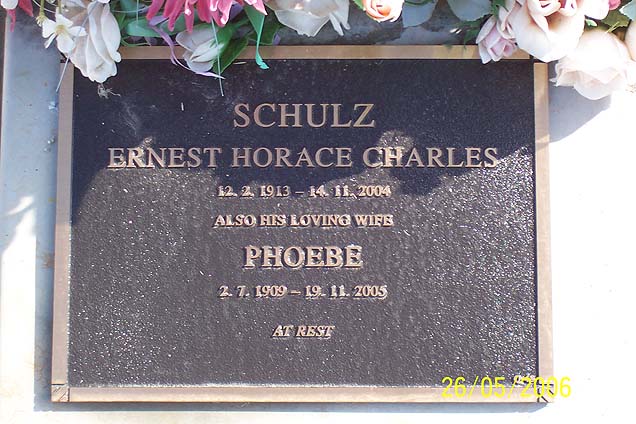 SCHULZ
ERNEST HORACE CHARLES
12. 2. 1913 – 14. 11. 2004
ALSO HIS LOVING WIFE
PHOEBE
2. 7. 1909 – 19. 11. 2005
AT REST
26/05/2006